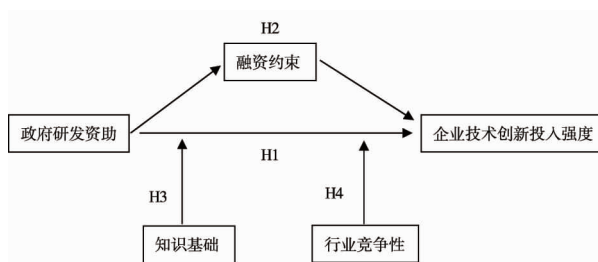 H2
融资约束
政府研发资助
企业技术创新投入强度
H1
H3
H4
知识基础
行业竞争性